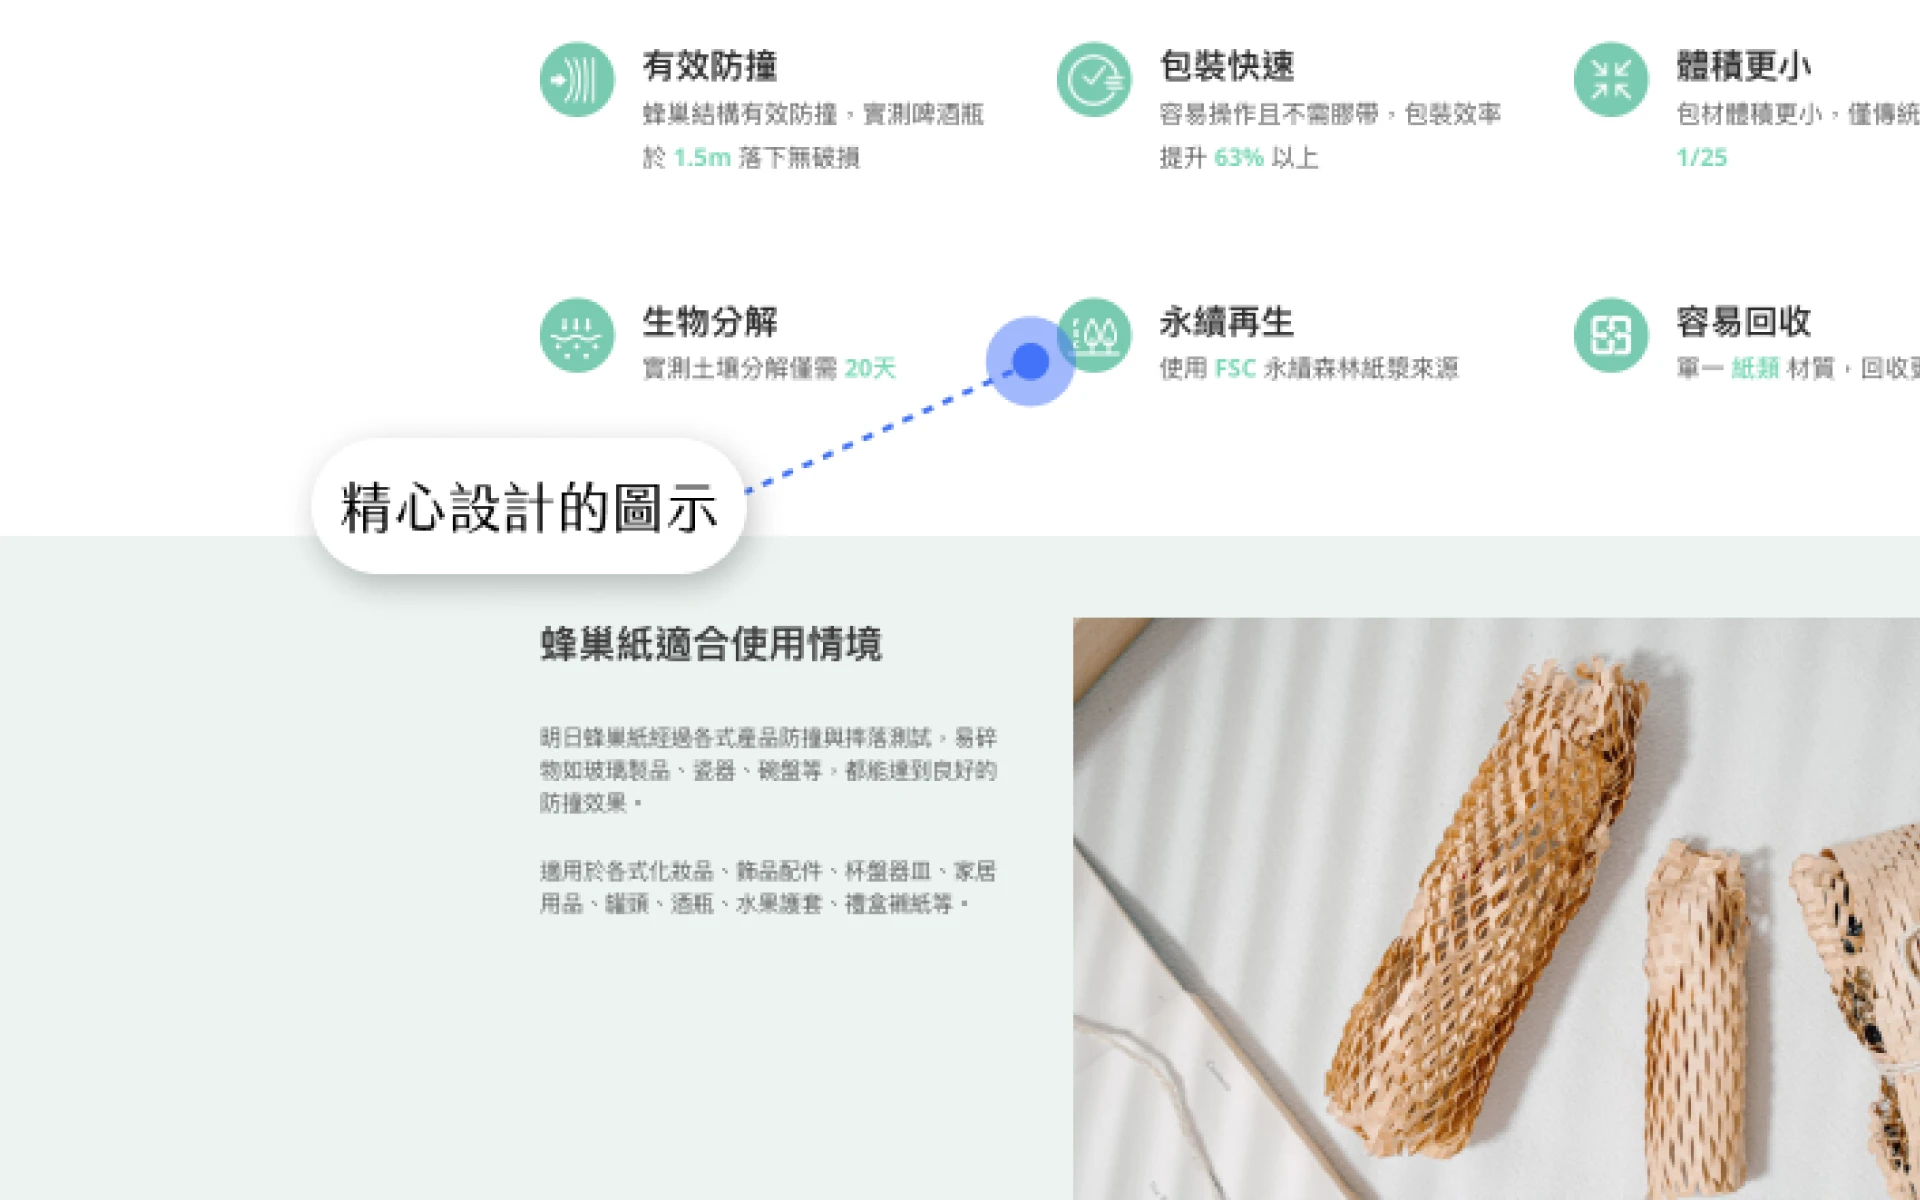 有效防撞
蜂巢結構有效防撞，實測啤酒瓶
於 1.5m 落下無破損
包裝快速
容易操作且不需膠帶，包裝效率
提升 63% 以上
體積更小
包材體積更小，僅傳統
1/25
生物分解
實測土壤分解僅需 20天
永續再生
使用 FSC 永續森林紙漿來源
容易回收
單一 紙類 材質，回收更
精心設計的圖示
蜂巢紙適合使用情境
明日蜂巢紙經過各式產品防撞與摔落測試，易碎
物如玻璃製品、瓷器、碗盤等，都能達到良好的
防撞效果。
適用於各式化妝品、飾品配件、杯盤器皿、家居
用品、罐頭、酒瓶、水果護套、禮盒襯紙等。